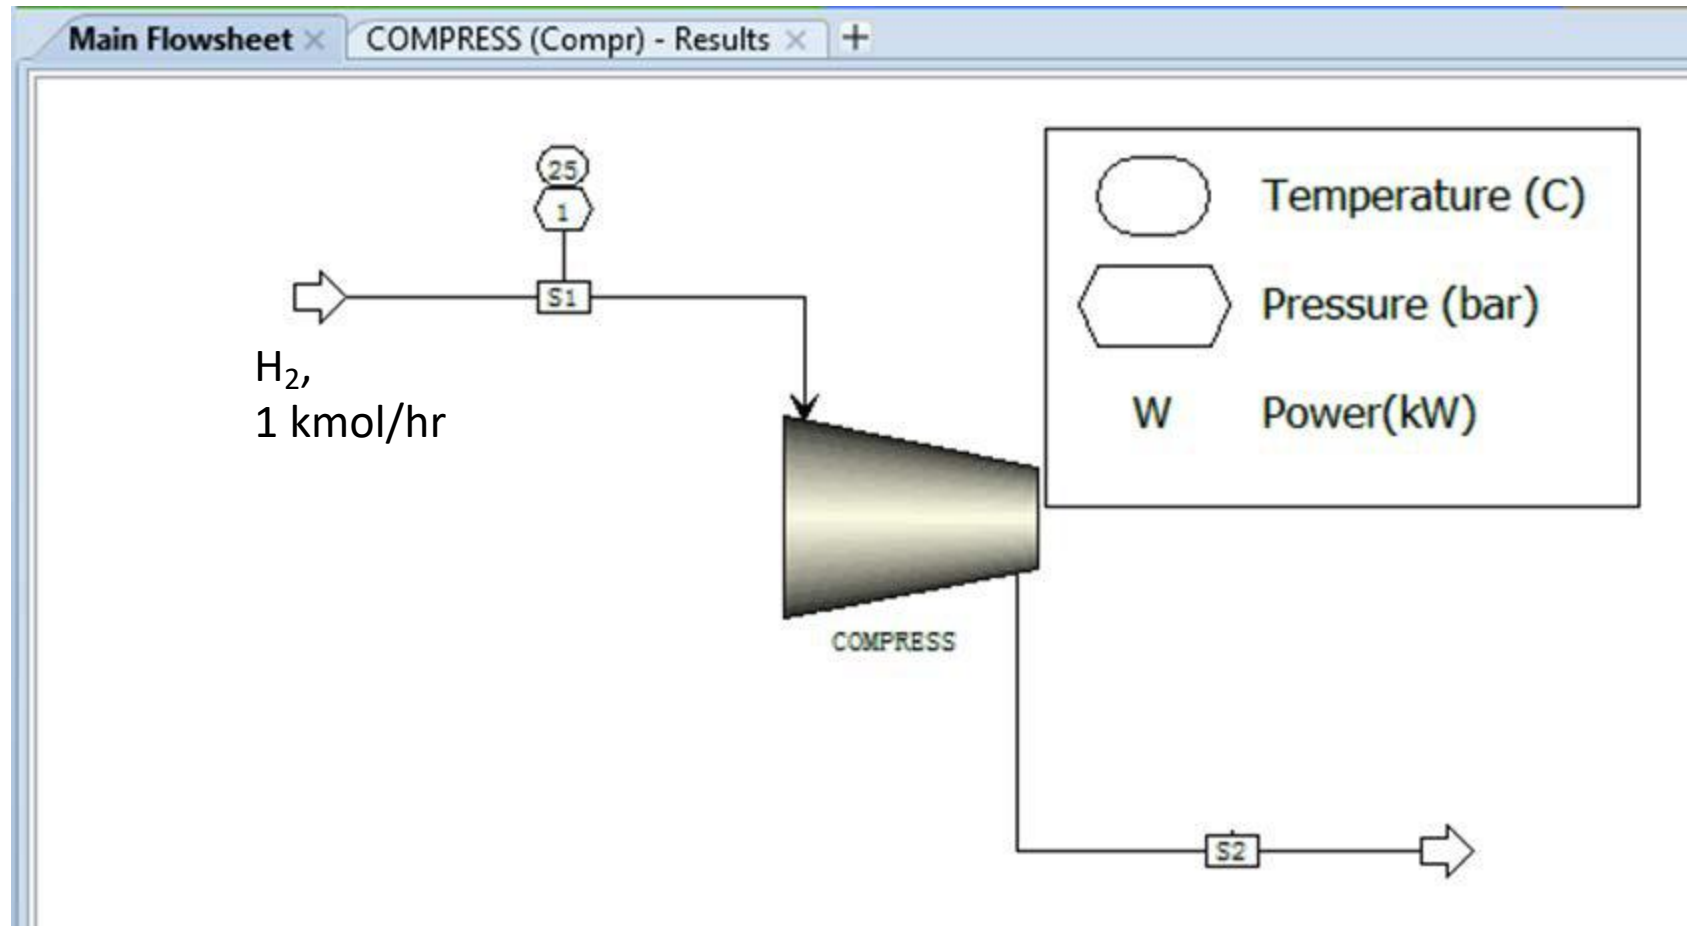 Main Flowsheet × COMPRESS (Compr) - Results × +
25
1
S1
H₂,
1 kmol/hr
Temperature (C)
Pressure (bar)
W Power(kW)
COMPRESS
S2